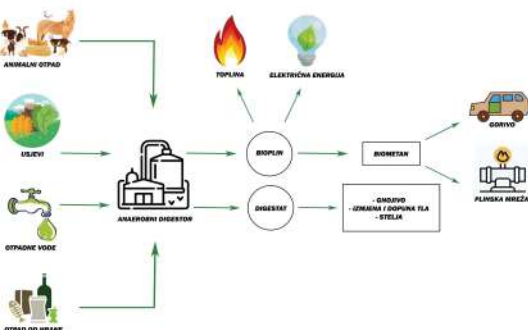 ANIMALNI OTPAD
TOPLINA
ELEKTRIČNA ENERGIJA
USJEVI
BIOPLIN
BIOMETAN
GORIVO
ANAEROBNI DIGESTOR
DIGESTAT
- GNOJIVO
- IZMJENA I DOPUNA TLA
- STELJA
PLINSKA MREŽA
OTPADNE VODE
OTPAD OD HRANE